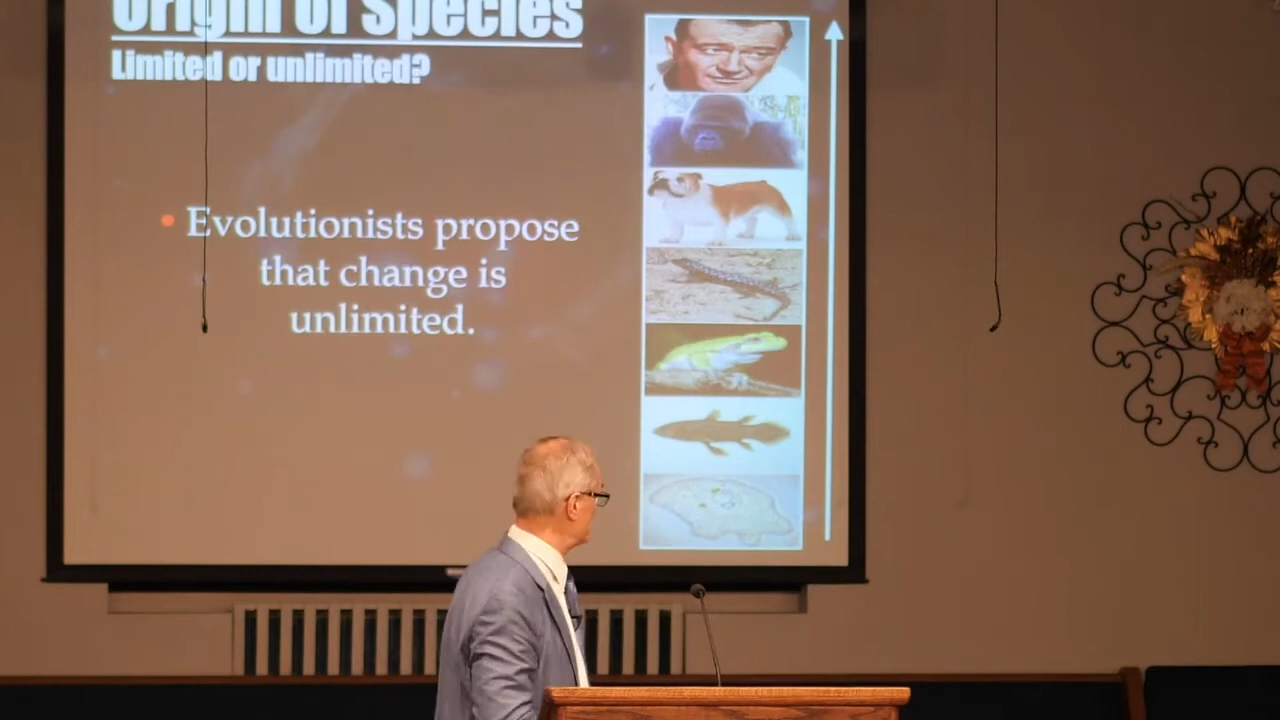 Origin of Species
Limited or unlimited?
Evolutionists propose
that change is
unlimited.